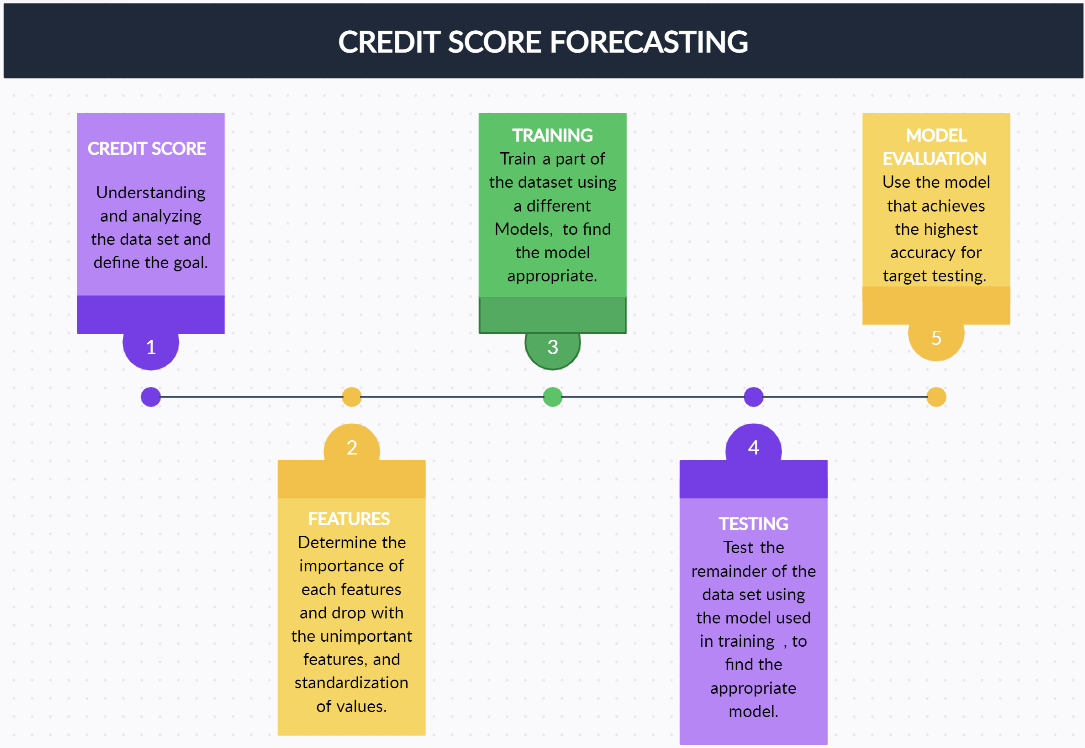 CREDIT SCORE FORECASTING
CREDIT SCORE
Understanding
and analyzing
the data set and
define the goal.
1
2
FEATURES
Determine the
importance of
each features
and drop with
the unimportant
features, and
standardization
of values.
TRAINING
Train a part of
the dataset using
a different
Models, to find
the model
appropriate.
3
4
TESTING
Test the
remainder of the
data set using
the model used
in training , to
find the
appropriate
model.
MODEL
EVALUATION
Use the model
that achieves
the highest
accuracy for
target testing.
5